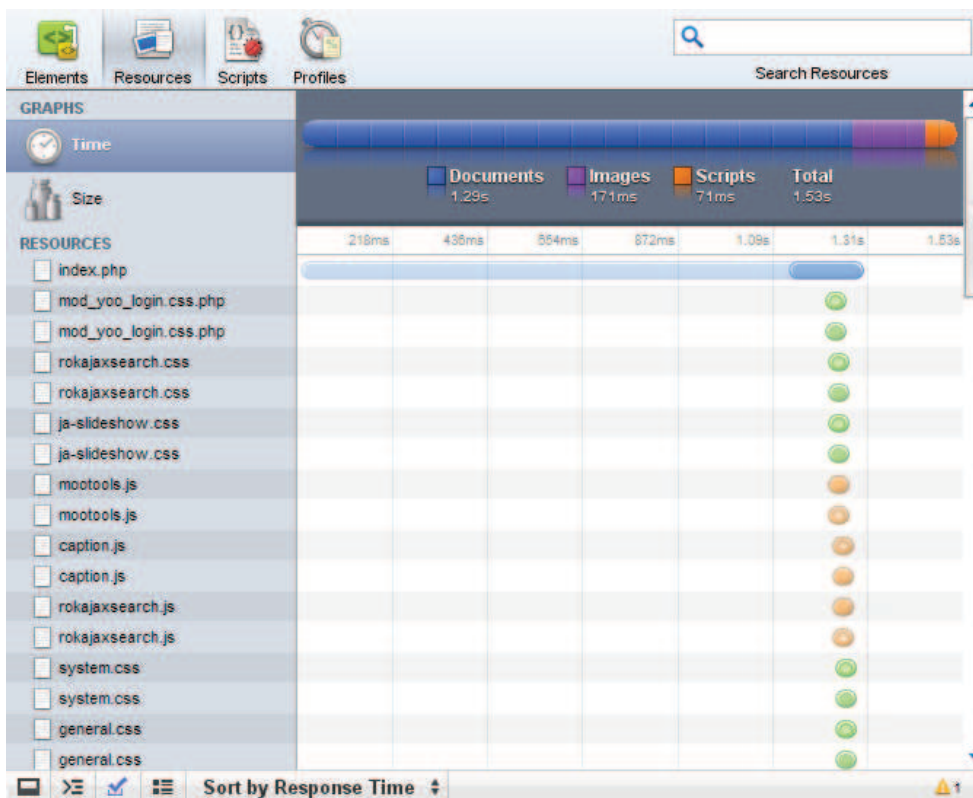 Elements Resources Scripts Profiles
Search Resources
GRAPHS
Time
Size
Documents Images Scripts Total
1.29s 171ms 71ms 1.53s
RESOURCES
218ms 436ms 654ms 872ms 1.09s 1.31s 1.53s
index.php
mod_yoo_login.css.php
mod_yoo_login.css.php
rokajaxsearch.css
rokajaxsearch.css
ja-slideshow.css
ja-slideshow.css
mootools.js
mootools.js
caption.js
caption.js
rokajaxsearch.js
rokajaxsearch.js
system.css
system.css
general.css
general.css
Sort by Response Time
1